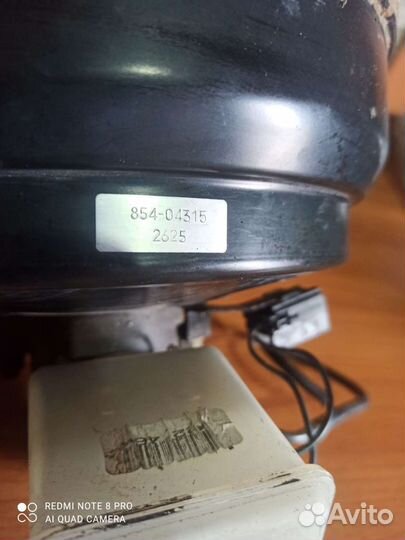 854-04315
2625
REDMI NOTE 8 PRO
AI QUAD CAMERA
Avito